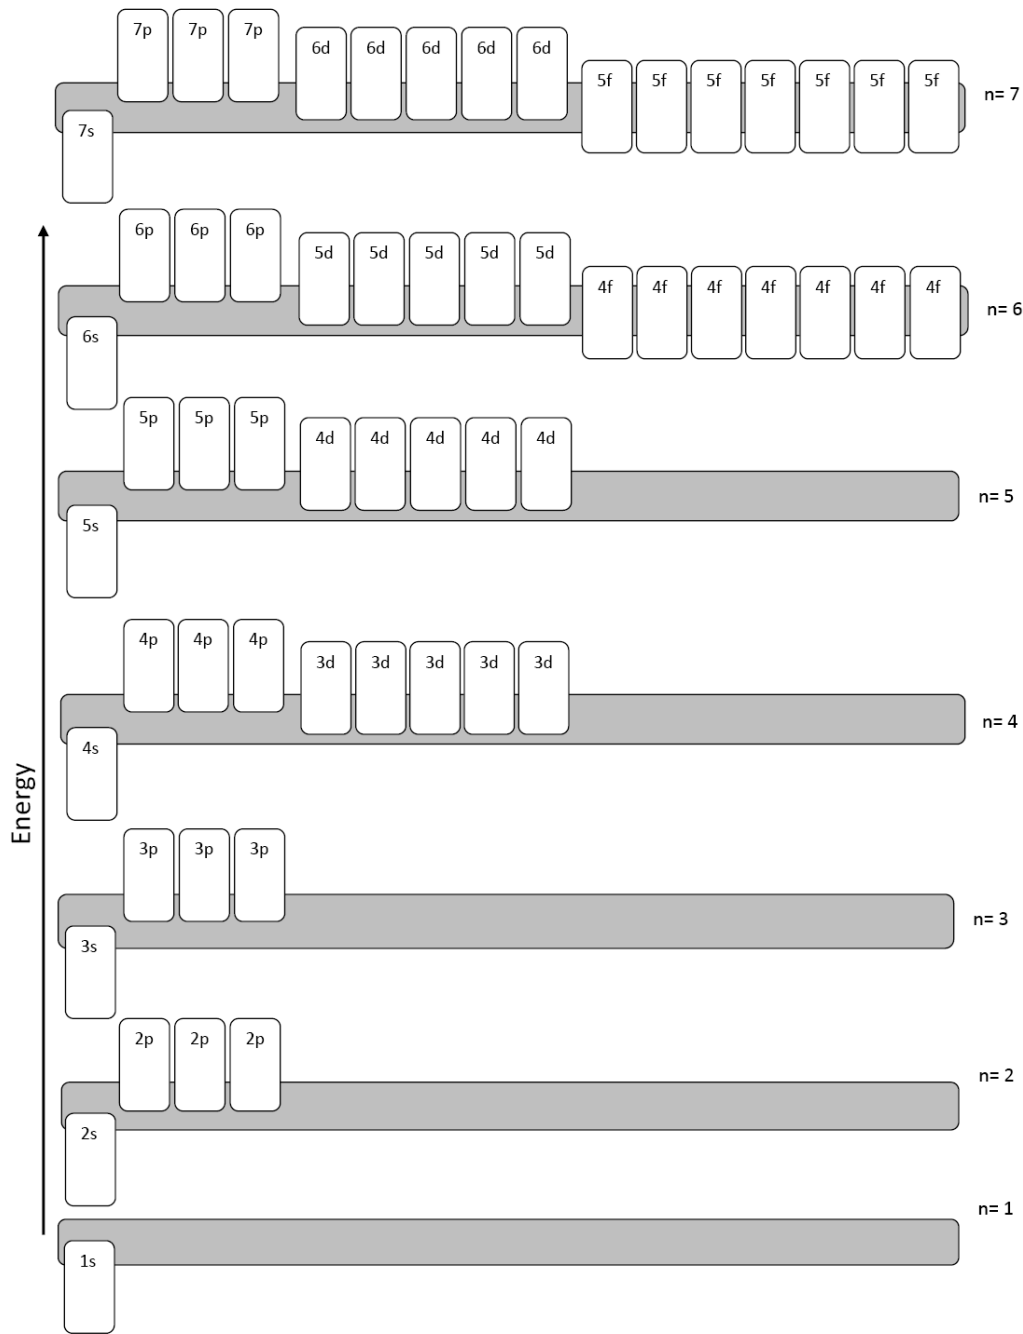 7p 7p 7p
6d 6d 6d 6d 6d
5f 5f 5f 5f 5f 5f 5f
n= 7
7s
6p 6p 6p
5d 5d 5d 5d 5d
4f 4f 4f 4f 4f 4f 4f
n= 6
6s
5p 5p 5p
4d 4d 4d 4d 4d
n= 5
5s
4p 4p 4p
3d 3d 3d 3d 3d
n= 4
4s
Energy
3p 3p 3p
n= 3
3s
2p 2p 2p
n= 2
2s
n= 1
1s